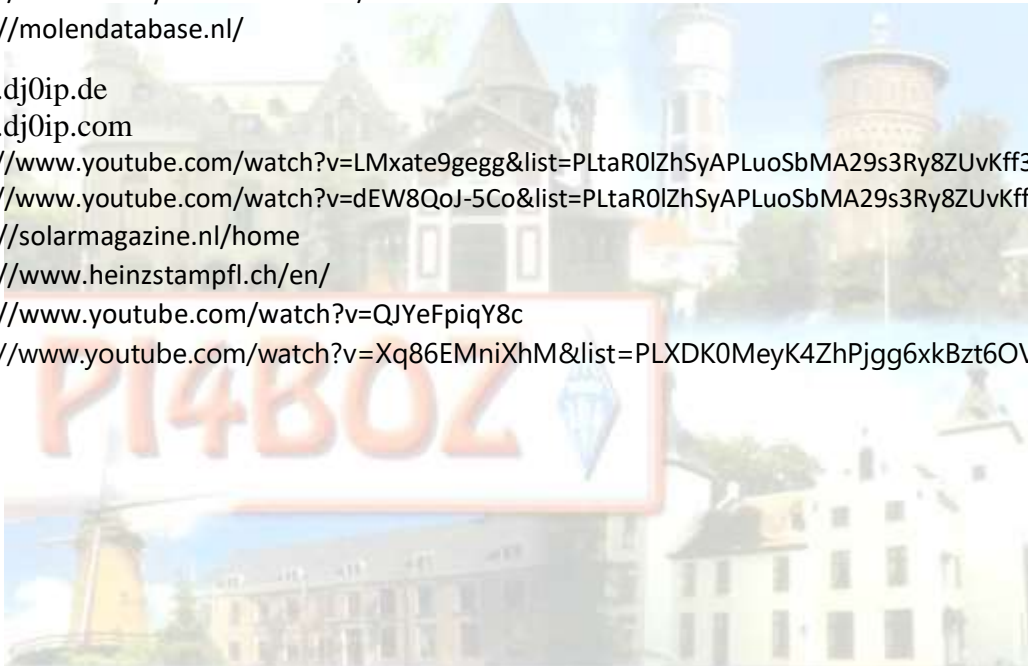 //molendatabase.nl/
.dj0ip.de
.dj0ip.com
//www.youtube.com/watch?v=LMxate9gegg&list=PLtaR0lZhSyAPLuoSbMA29s3Ry8ZUvKff3
//www.youtube.com/watch?v=dEW8QoJ-5Co&list=PLtaR0lZhSyAPLuoSbMA29s3Ry8ZUvKff
//solarmagazine.nl/home
//www.heinzstampfl.ch/en/
//www.youtube.com/watch?v=QJYeFpiqY8c
//www.youtube.com/watch?v=Xq86EMniXhM&list=PLXDK0MeyK4ZhPjgg6xkBzt6OV
PI4BOZ